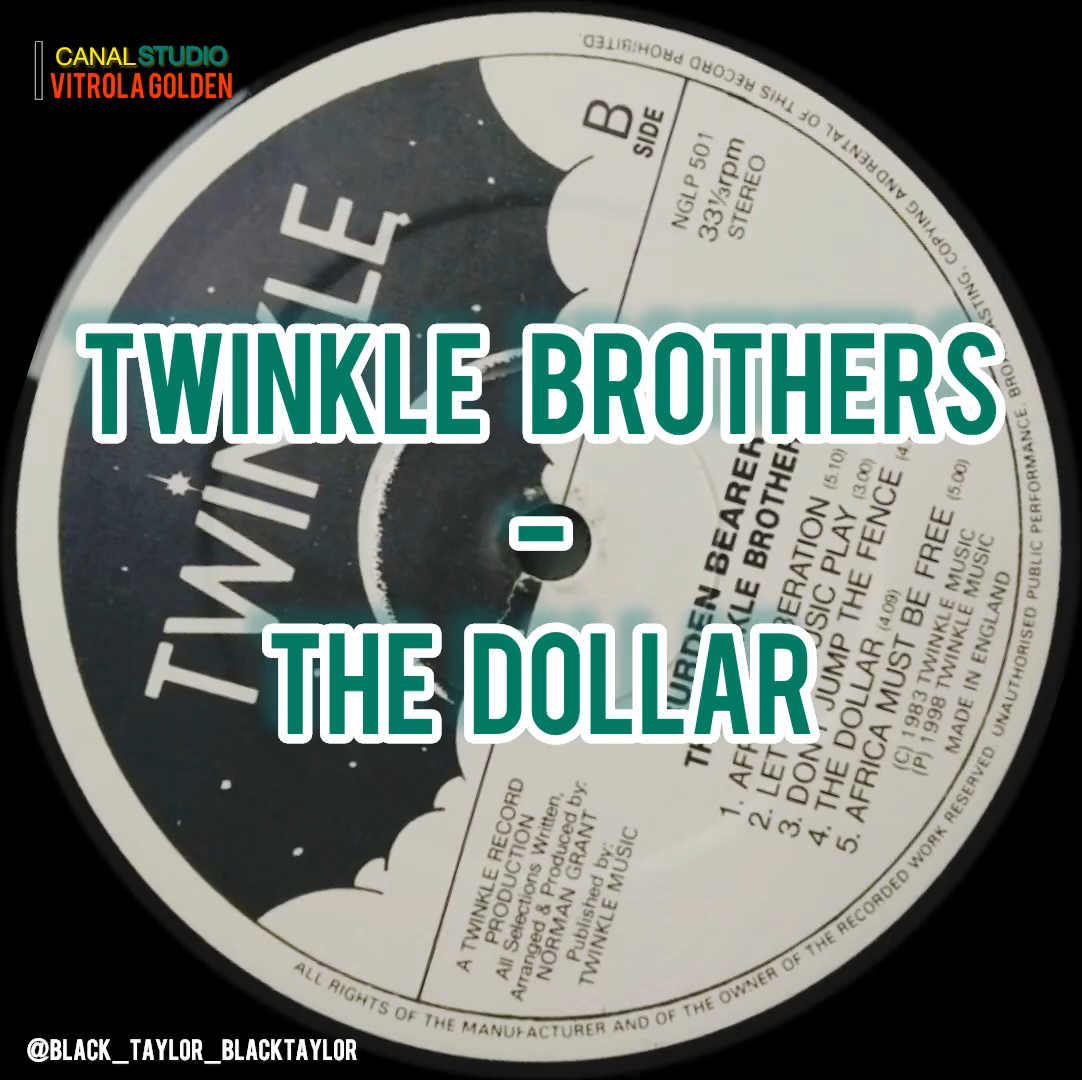 CANAL STUDIO
VITROLA GOLDEN
TWINKLE BROTHERS
-
THE DOLLAR
TWINKLE
B
SIDE
NGLP 501
33⅓rpm
STEREO
BURDEN BEARER
BROTHER
1. (5.10)
2. MUSIC PLAY (3.00)
3. DON'T JUMP THE FENCE
4. THE DOLLAR (4.09)
5. AFRICA MUST BE FREE (5.00)
(C) 1983 TWINKLE MUSIC
(P) 1998 TWINKLE MUSIC
MADE IN ENGLAND
A TWINKLE RECORD
PRODUCTION
All Selections Written,
Arranged & Produced by:
NORMAN GRANT
Published by:
TWINKLE MUSIC
ALL RIGHTS OF THE MANUFACTURER AND OF THE OWNER OF THE RECORDED WORK RESERVED. UNAUTHORISED PUBLIC PERFORMANCE, BROADCASTING, COPYING AND RENTAL OF THIS RECORD PROHIBITED.
@BLACK_TAYLOR_BLACKTAYLOR